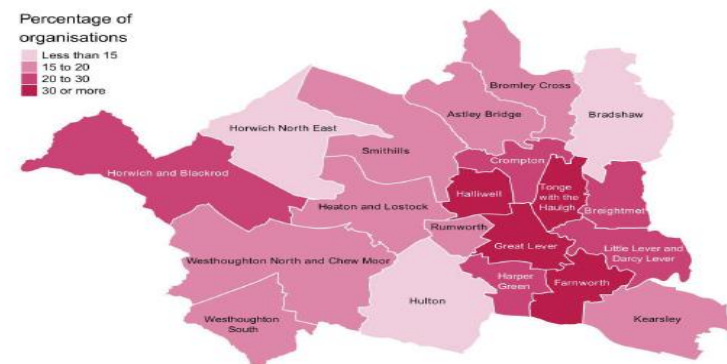 Percentage of
organisations
Less than 15
15 to 20
20 to 30
30 or more
Bromley Cross
Astley Bridge
Bradshaw
Horwich North East
Smithills
Crompton
Horwich and Blackrod
Halliwell
Tonge
with the
Haulgh
Breightmet
Heaton and Lostock
Rumworth
Great Lever
Little Lever and
Darcy Lever
Westhoughton North and Chew Moor
Harper
Green
Farnworth
Hulton
Westhoughton
South
Kearsley